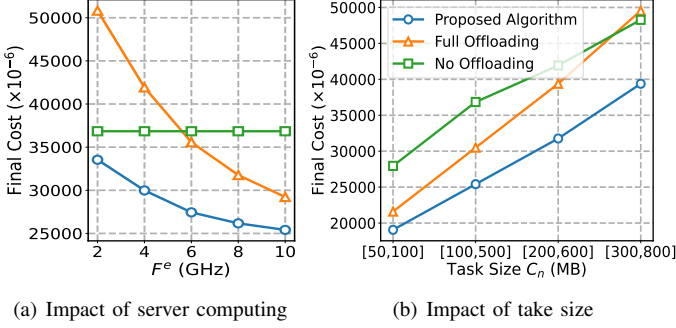 50000
45000
40000
35000
30000
25000
Final Cost (×10⁻⁶)
2 4 6 8 10
Fᵉ (GHz)
50000
45000
40000
35000
30000
25000
20000
Final Cost (×10⁻⁶)
Proposed Algorithm
Full Offloading
No Offloading
[50,100] [100,500] [200,600] [300,800]
Task Size Cₙ (MB)
(a) Impact of server computing
(b) Impact of take size